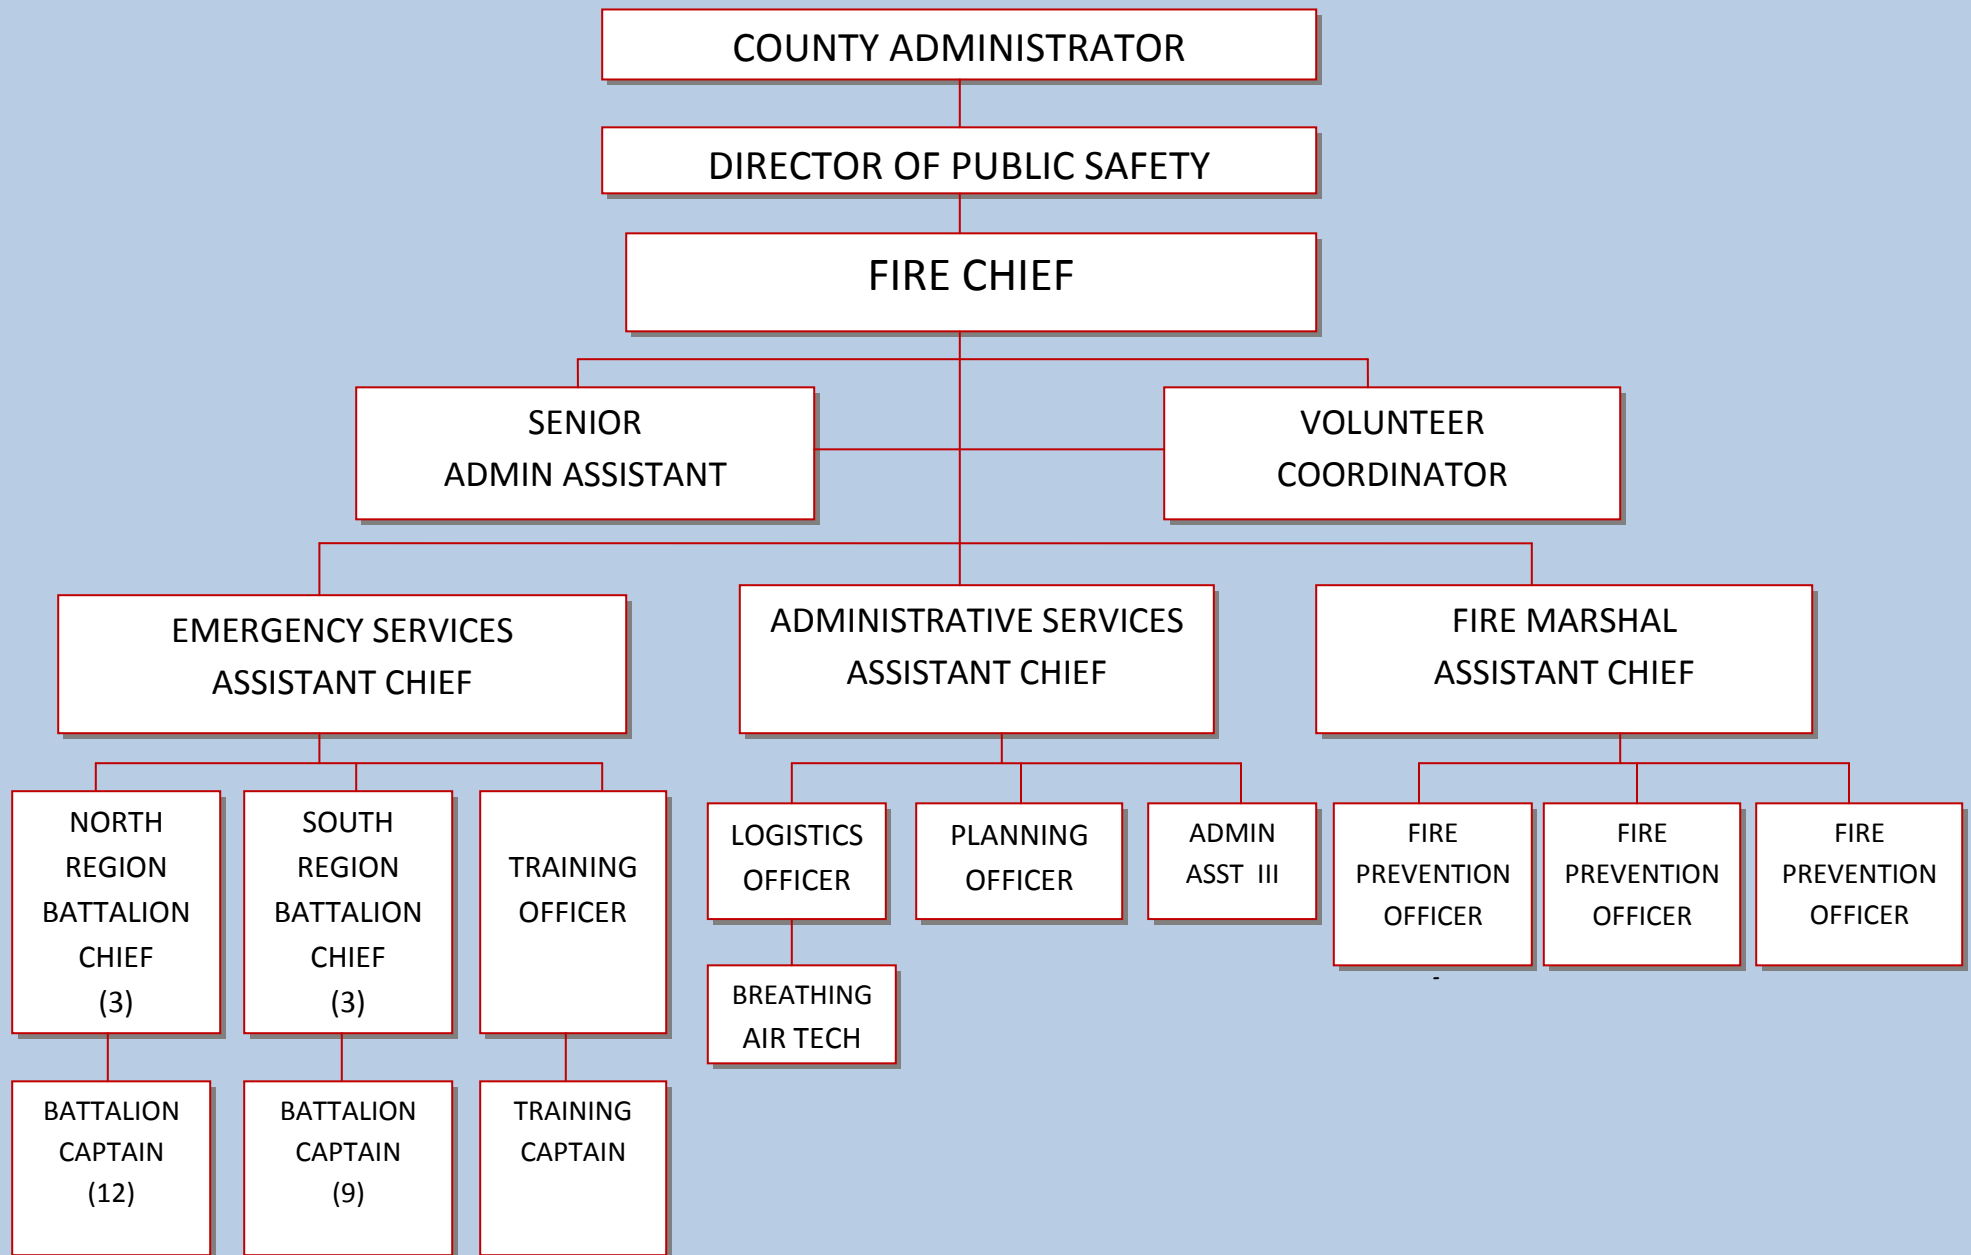 COUNTY ADMINISTRATOR
DIRECTOR OF PUBLIC SAFETY
FIRE CHIEF
SENIOR
ADMIN ASSISTANT
VOLUNTEER
COORDINATOR
EMERGENCY SERVICES
ASSISTANT CHIEF
ADMINISTRATIVE SERVICES
ASSISTANT CHIEF
FIRE MARSHAL
ASSISTANT CHIEF
NORTH
REGION
BATTALION
CHIEF
(3)
SOUTH
REGION
BATTALION
CHIEF
(3)
TRAINING
OFFICER
LOGISTICS
OFFICER
PLANNING
OFFICER
ADMIN
ASST III
FIRE
PREVENTION
OFFICER
-
FIRE
PREVENTION
OFFICER
FIRE
PREVENTION
OFFICER
BREATHING
AIR TECH
BATTALION
CAPTAIN
(12)
BATTALION
CAPTAIN
(9)
TRAINING
CAPTAIN